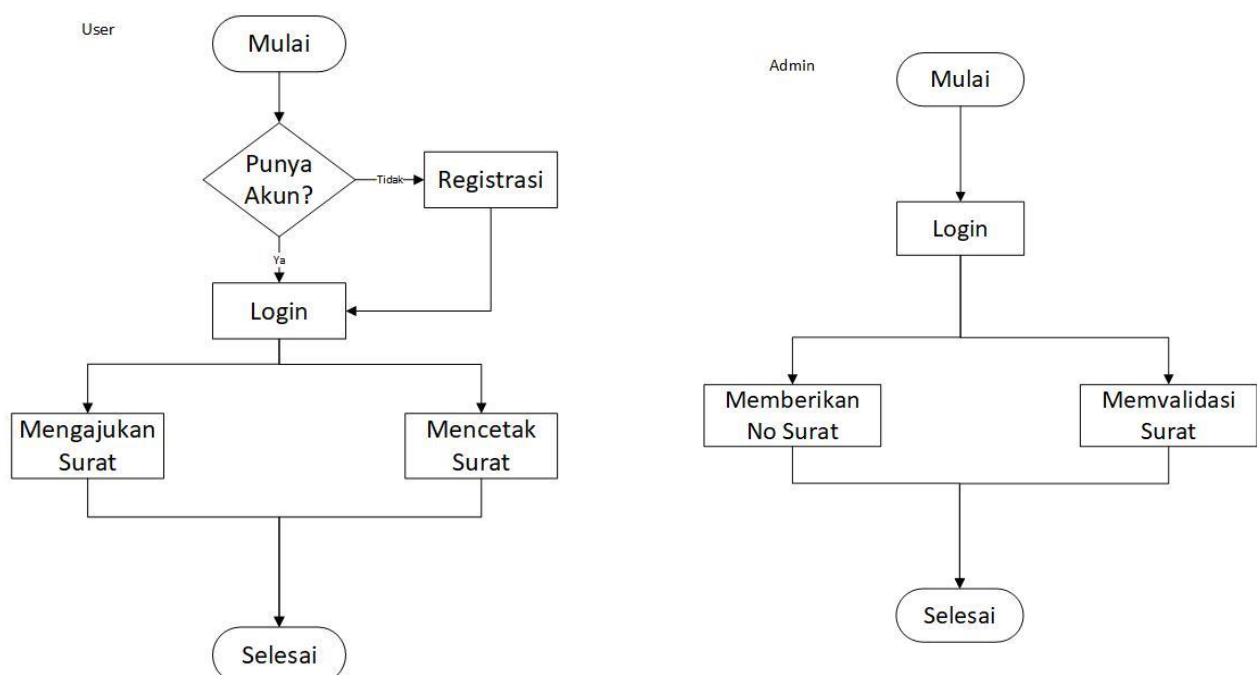 User
Mulai
Punya
Akun?
Tidak
Registrasi
Ya
Login
Mengajukan
Surat
Mencetak
Surat
Selesai
Admin
Mulai
Login
Memberikan
No Surat
Memvalidasi
Surat
Selesai